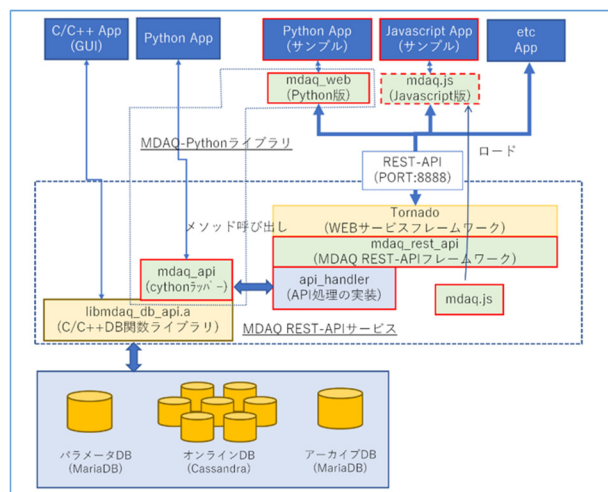 C/C++ App
(GUI)
Python App
Python App
(サンプル)
Javascript App
(サンプル)
etc
App
mdaq_web
(Python版)
mdaq.js
(Javascript版)
MDAQ-Pythonライブラリ
REST-API
(PORT:8888)
ロード
メソッド呼び出し
Tornado
(WEBサービスフレームワーク)
mdaq_rest_api
(MDAQ REST-APIフレームワーク)
mdaq_api
(cythonラッパー)
api_handler
(API処理の実装)
mdaq.js
libmdaq_db_api.a
(C/C++DB関数ライブラリ)
MDAQ REST-APIサービス
パラメータDB
(MariaDB)
オンラインDB
(Cassandra)
アーカイブDB
(MariaDB)